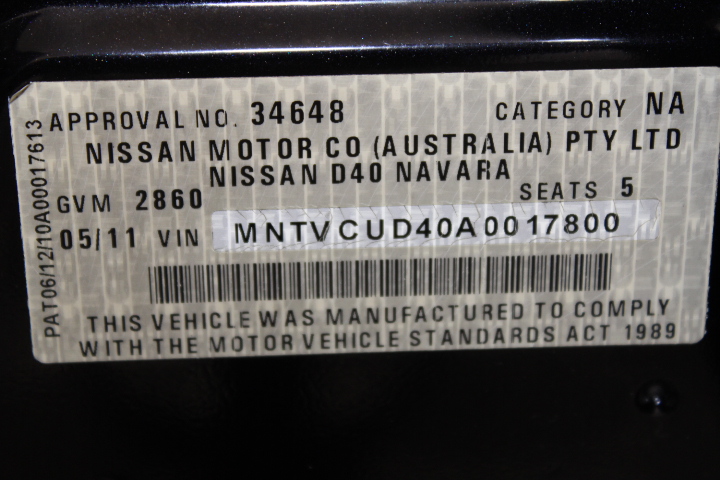 APPROVAL NO. 34648 CATEGORY NA
NISSAN MOTOR CO (AUSTRALIA) PTY LTD
NISSAN D40 NAVARA
GVM 2860 SEATS 5
05/11 VIN MNTVCUD40A0017800
THIS VEHICLE WAS MANUFACTURED TO COMPLY
WITH THE MOTOR VEHICLE STANDARDS ACT 1989
PAT06/12/10A00017613